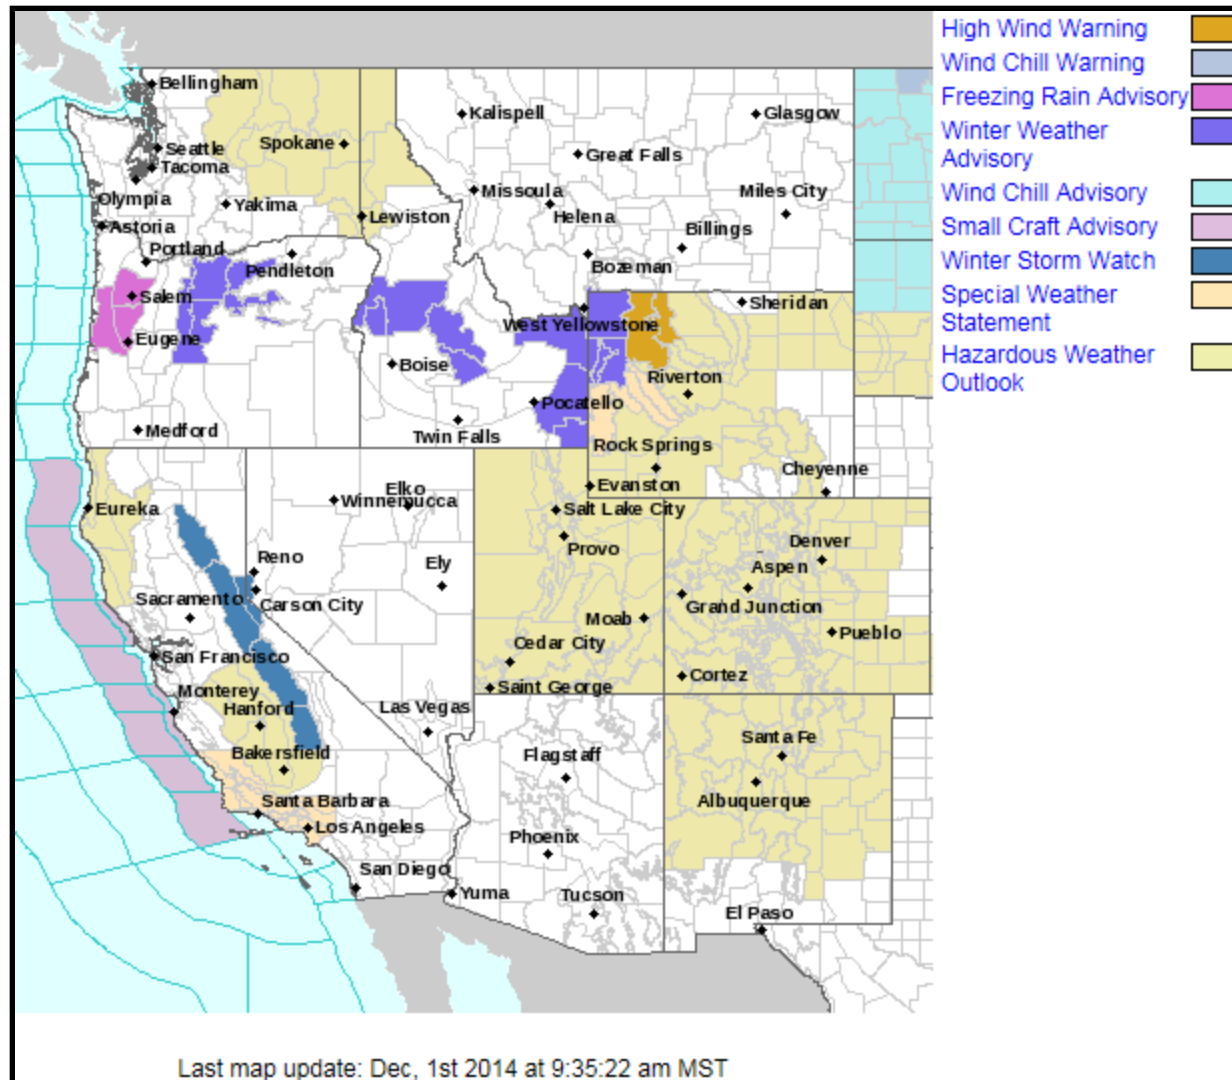 High Wind Warning
Wind Chill Warning
Freezing Rain Advisory
Winter Weather
Advisory
Wind Chill Advisory
Small Craft Advisory
Winter Storm Watch
Special Weather
Statement
Hazardous Weather
Outlook
Bellingham
Kalispell
Glasgow
Seattle
Spokane
Great Falls
Tacoma
Missoula
Miles City
Olympia
Yakima
Helena
Lewiston
Astoria
Billings
Portland
Pendleton
Bozeman
Salem
Sheridan
West Yellowstone
Eugene
Boise
Riverton
Pocatello
Medford
Twin Falls
Rock Springs
Cheyenne
Evanston
Elko
Winnemucca
Eureka
Salt Lake City
Provo
Denver
Reno
Ely
Aspen
Sacramento
Carson City
Grand Junction
Moab
Pueblo
Cedar City
San Francisco
Cortez
Monterey
Saint George
Hanford
Las Vegas
Santa Fe
Bakersfield
Flagstaff
Santa Barbara
Albuquerque
Los Angeles
Phoenix
San Diego
Yuma
Tucson
El Paso
Last map update: Dec, 1st 2014 at 9:35:22 am MST